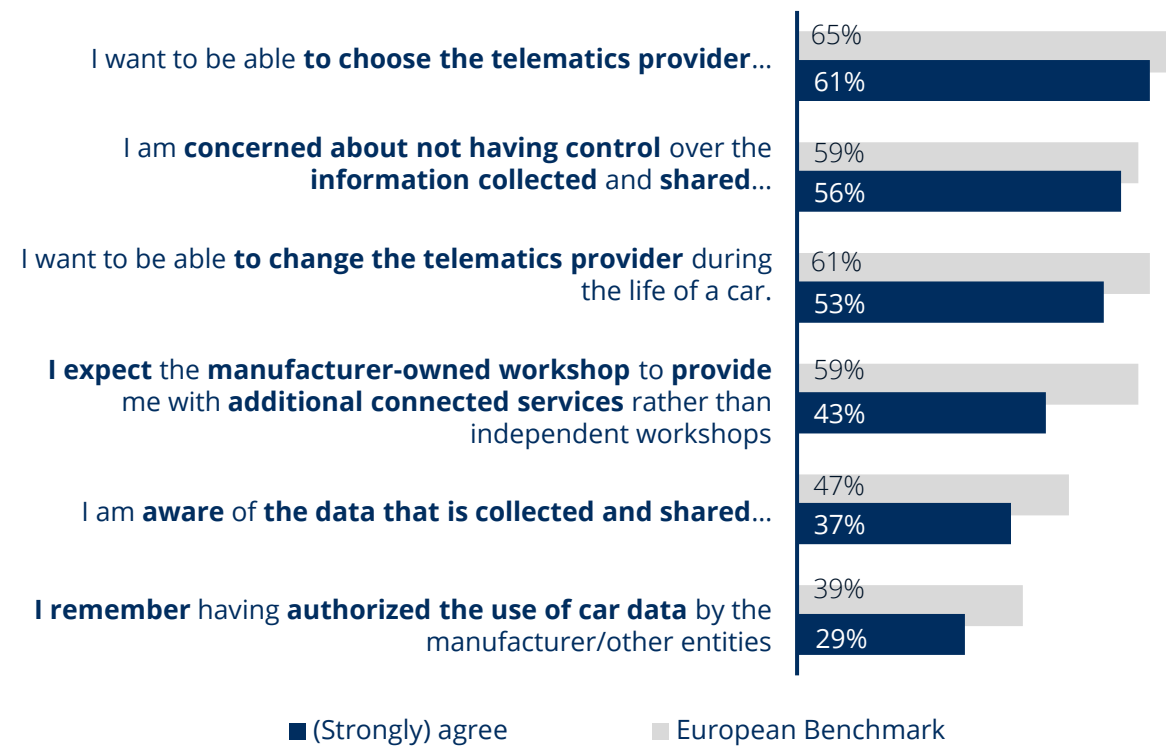 I want to be able to choose the telematics provider...
65%
61%
I am concerned about not having control over the
information collected and shared...
59%
56%
I want to be able to change the telematics provider during
the life of a car.
61%
53%
I expect the manufacturer-owned workshop to provide
me with additional connected services rather than
independent workshops
59%
43%
I am aware of the data that is collected and shared...
47%
37%
I remember having authorized the use of car data by the
manufacturer/other entities
39%
29%
(Strongly) agree
European Benchmark